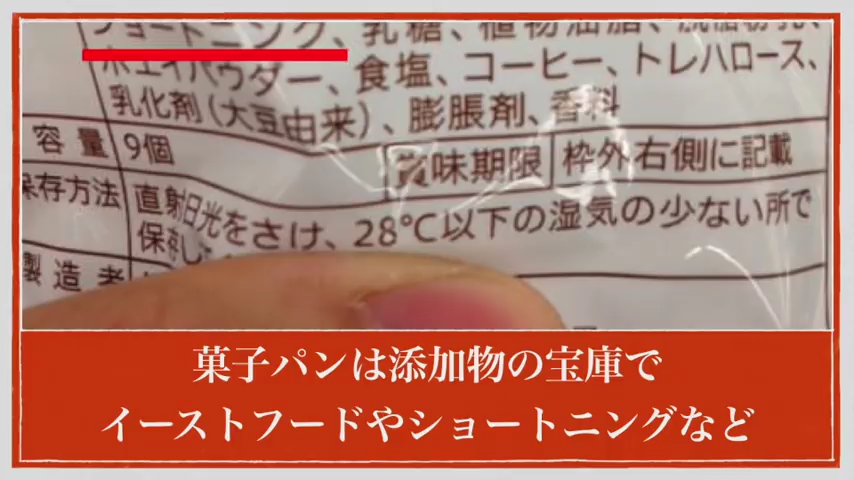 ショートニング、乳糖、植物油脂、脱脂粉乳、
ホエイパウダー、食塩、コーヒー、トレハロース、
乳化剤（大豆由来）、膨脹剤、香料
容量 9個
賞味期限 枠外右側に記載
保存方法 直射日光をさけ、28℃以下の湿気の少ない所で
保存し
製造者
菓子パンは添加物の宝庫で
イーストフードやショートニングなど